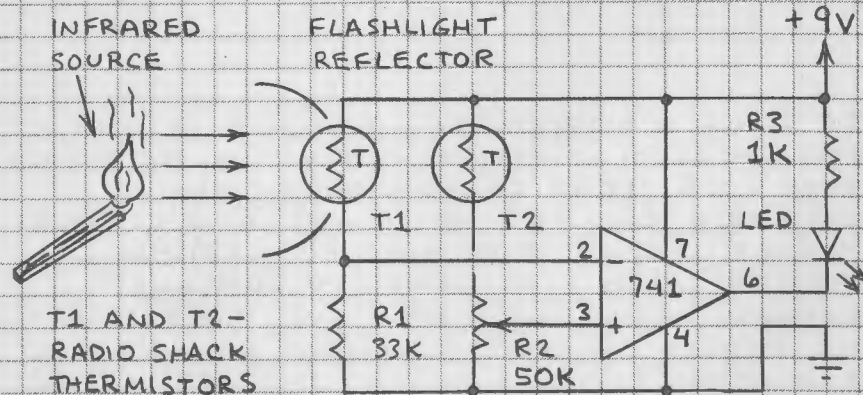 INFRARED
SOURCE
FLASHLIGHT
REFLECTOR
+9V
R3
1K
T
T
T1
T2
LED
2
-
7
741
6
3
+
4
R1
33K
R2
50K
T1 AND T2-
RADIO SHACK
THERMISTORS